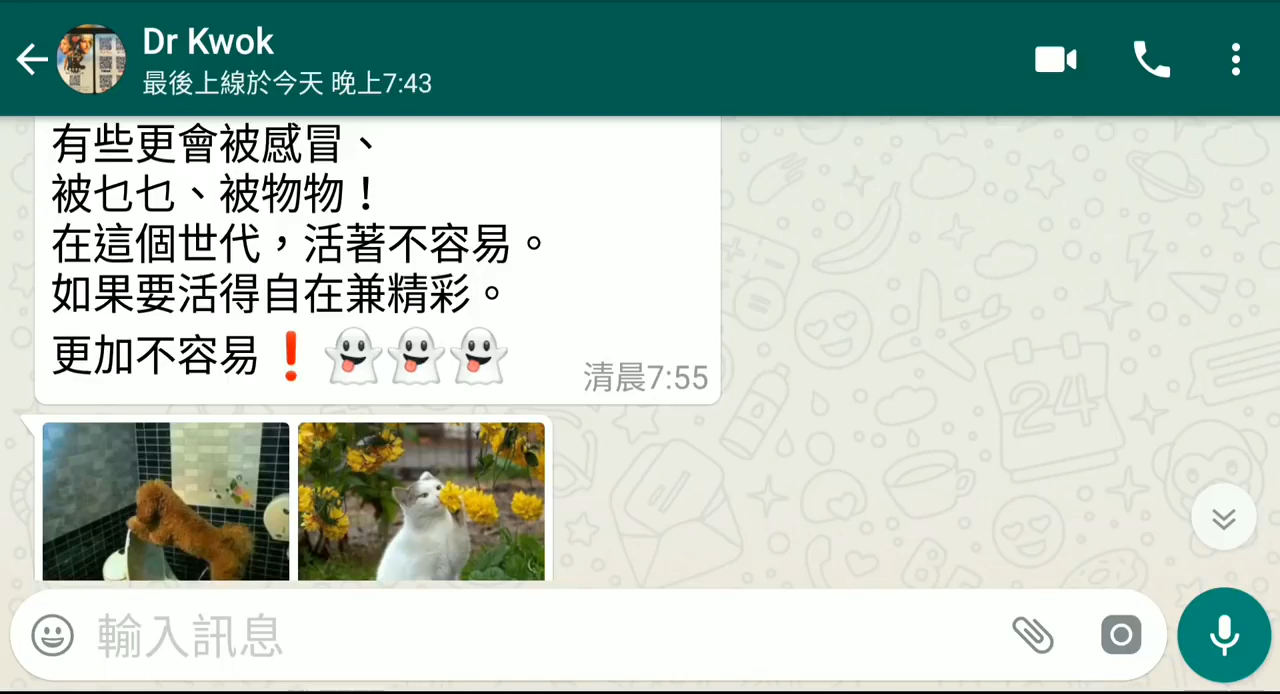 Dr Kwok
最後上線於今天 晚上7:43
有些更會被感冒、
被乜乜、被物物！
在這個世代，活著不容易。
如果要活得自在兼精彩。
更加不容易❗👻👻👻
清晨7:55
輸入訊息